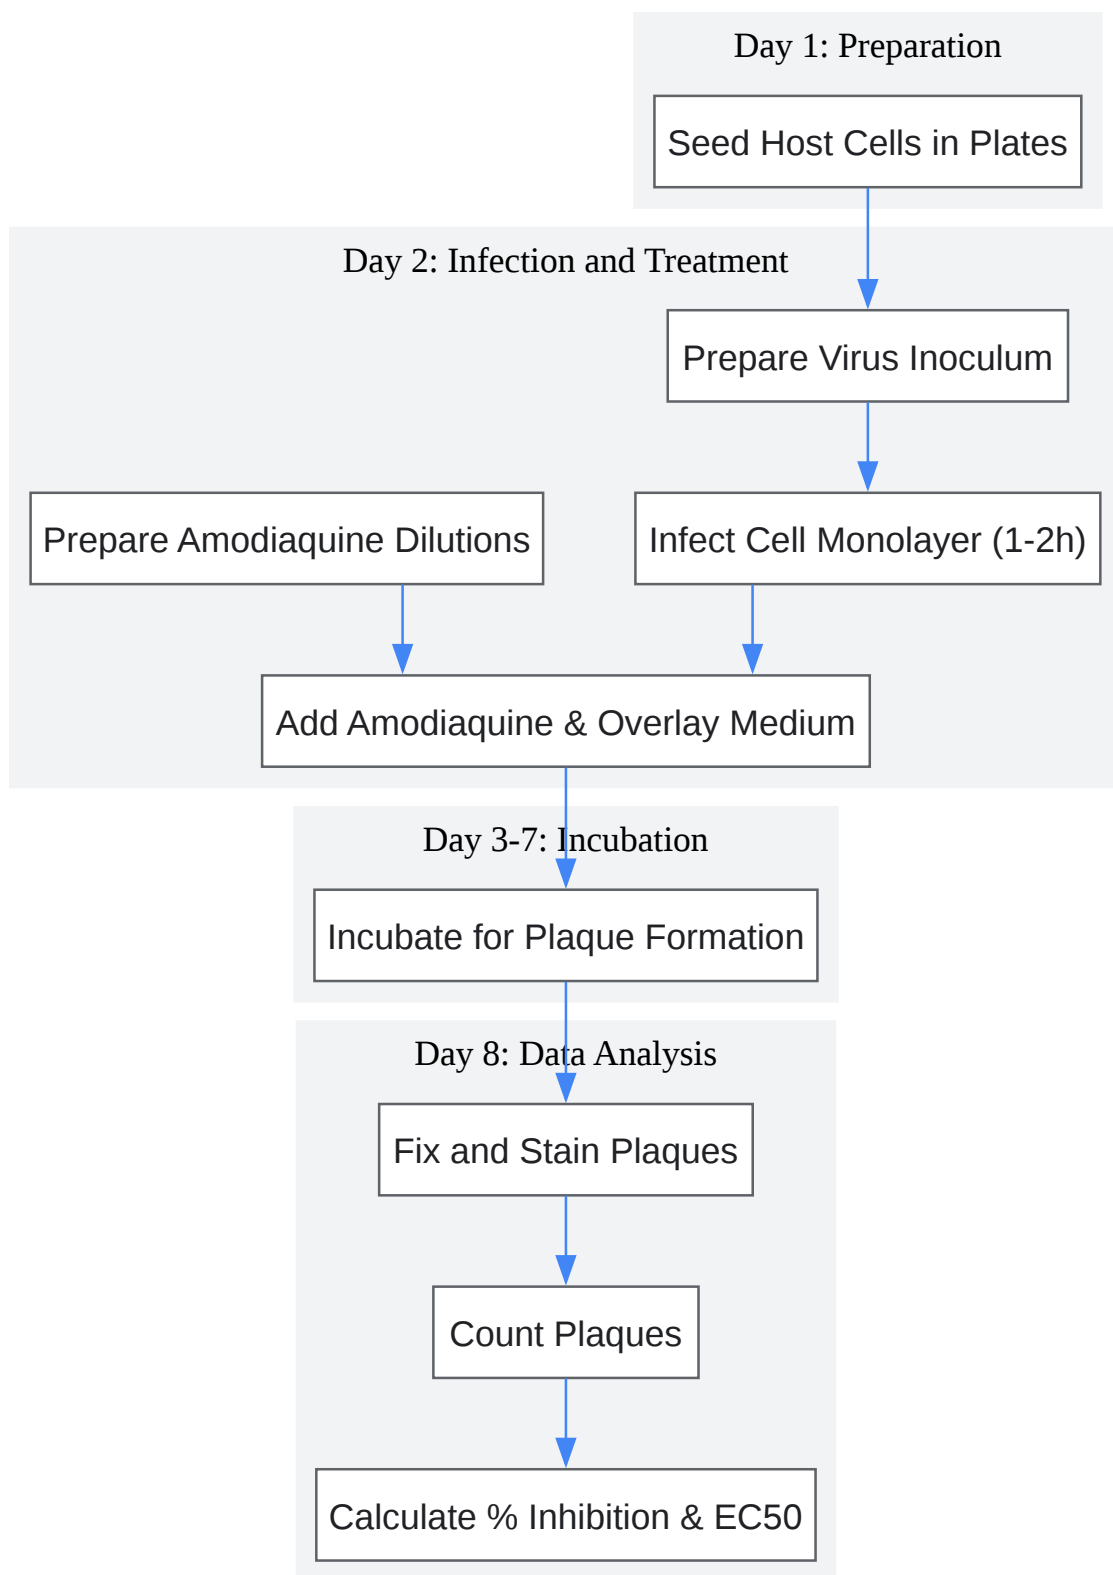 Day 1: Preparation
Seed Host Cells in Plates
Day 2: Infection and Treatment
Prepare Virus Inoculum
Prepare Amodiaquine Dilutions
Infect Cell Monolayer (1-2h)
Add Amodiaquine & Overlay Medium
Day 3-7: Incubation
Incubate for Plaque Formation
Day 8: Data Analysis
Fix and Stain Plaques
Count Plaques
Calculate % Inhibition & EC50